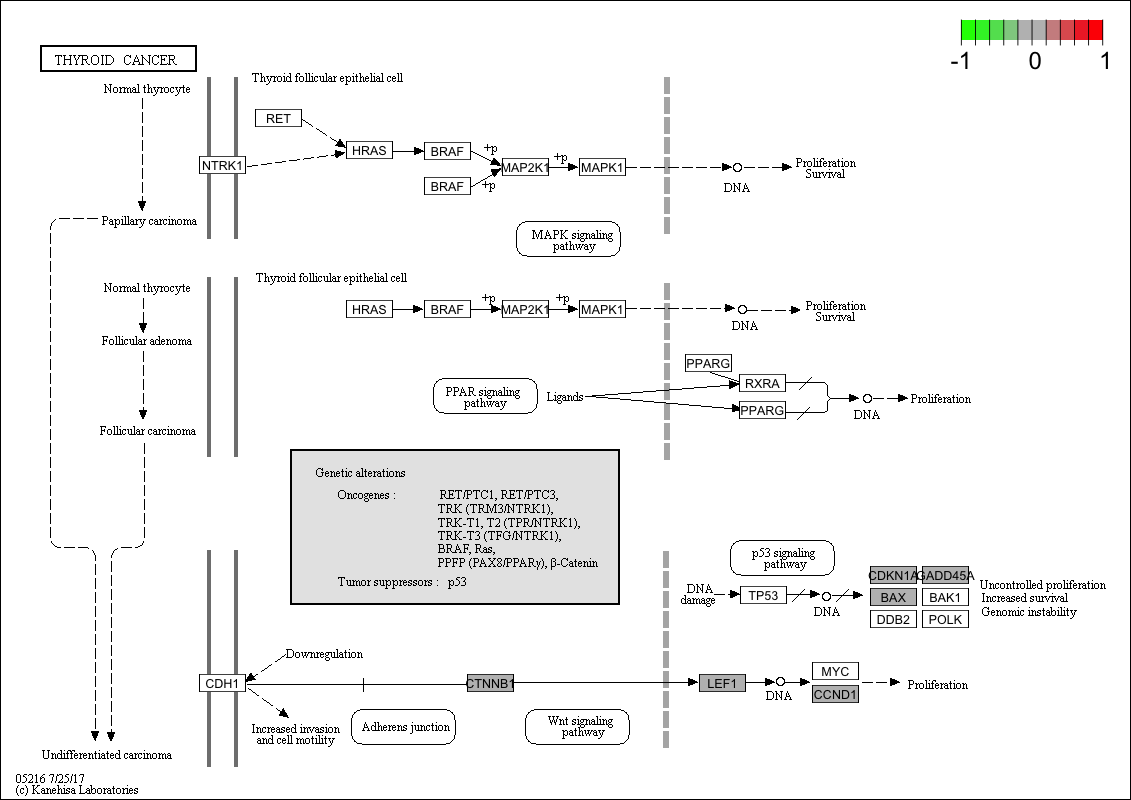 THYROID CANCER
-1 0 1
Normal thyrocyte
Thyroid follicular epithelial cell
RET
HRAS
BRAF
+p
MAP2K1
+p
MAPK1
NTRK1
BRAF
+p
DNA
Proliferation
Survival
Papillary carcinoma
MAPK signaling
pathway
Thyroid follicular epithelial cell
Normal thyrocyte
HRAS
BRAF
+p
MAP2K1
+p
MAPK1
DNA
Proliferation
Survival
Follicular adenoma
PPARG
PPAR signaling
pathway
Ligands
RXRA
PPARG
DNA
Proliferation
Follicular carcinoma
Genetic alterations
Oncogenes :
RET/PTC1, RET/PTC3,
TRK (TRM3/NTRK1),
TRK-T1, T2 (TPR/NTRK1),
TRK-T3 (TFG/NTRK1),
BRAF, Ras,
PPFP (PAX8/PPARγ), β-Catenin
Tumor suppressors : p53
p53 signaling
pathway
DNA
damage
TP53
DNA
CDKN1A
GADD45A
BAX
BAK1
DDB2
POLK
Uncontrolled proliferation
Increased survival
Genomic instability
Downregulation
CDH1
CTNNB1
LEF1
DNA
MYC
CCND1
Proliferation
Increased invasion
and cell motility
Adherens junction
Wnt signaling
pathway
Undifferentiated carcinoma
05216 7/25/17
(c) Kanehisa Laboratories